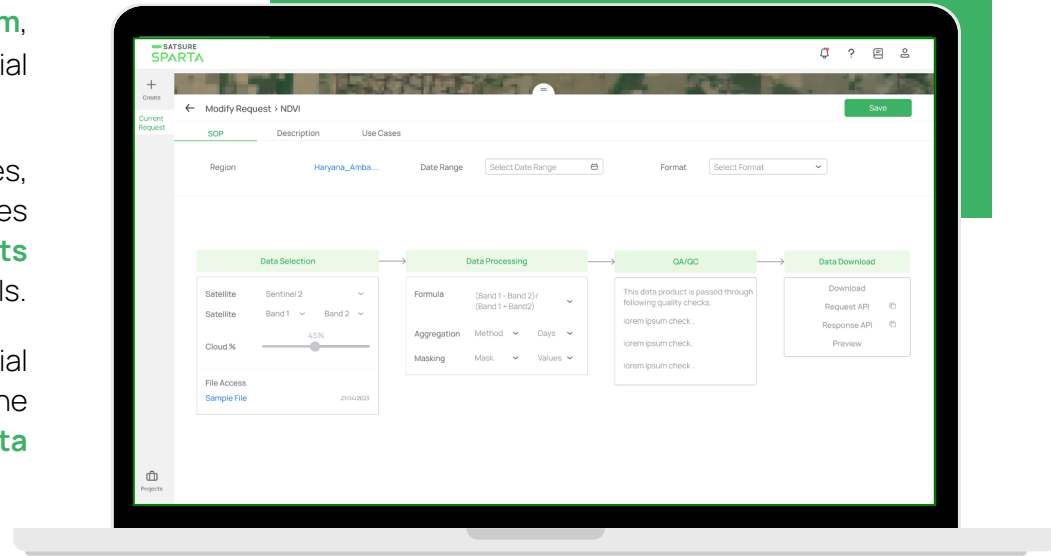 m,
ial
es,
es
ts
ls.
ial
ne
ta
SATSURE
SPARTA
?
Create
Current
Request
Projects
← Modify Request › NDVI
Save
SOP Description Use Cases
Region Haryana_Amba.... Date Range Select Date Range Format Select Format
Data Selection
Satellite Sentinel 2
Satellite Band 1 Band 2
45%
Cloud %
File Access
Sample File 23/04/2023
Data Processing
Formula (Band 1 - Band 2)/
(Band 1 + Band2)
Aggregation Method Days
Masking Mask Values
QA/QC
This data product is passed through
following quality checks.
lorem ipsum check .
lorem ipsum check.
lorem ipsum check .
Data Download
Download
Request API
Response API
Preview